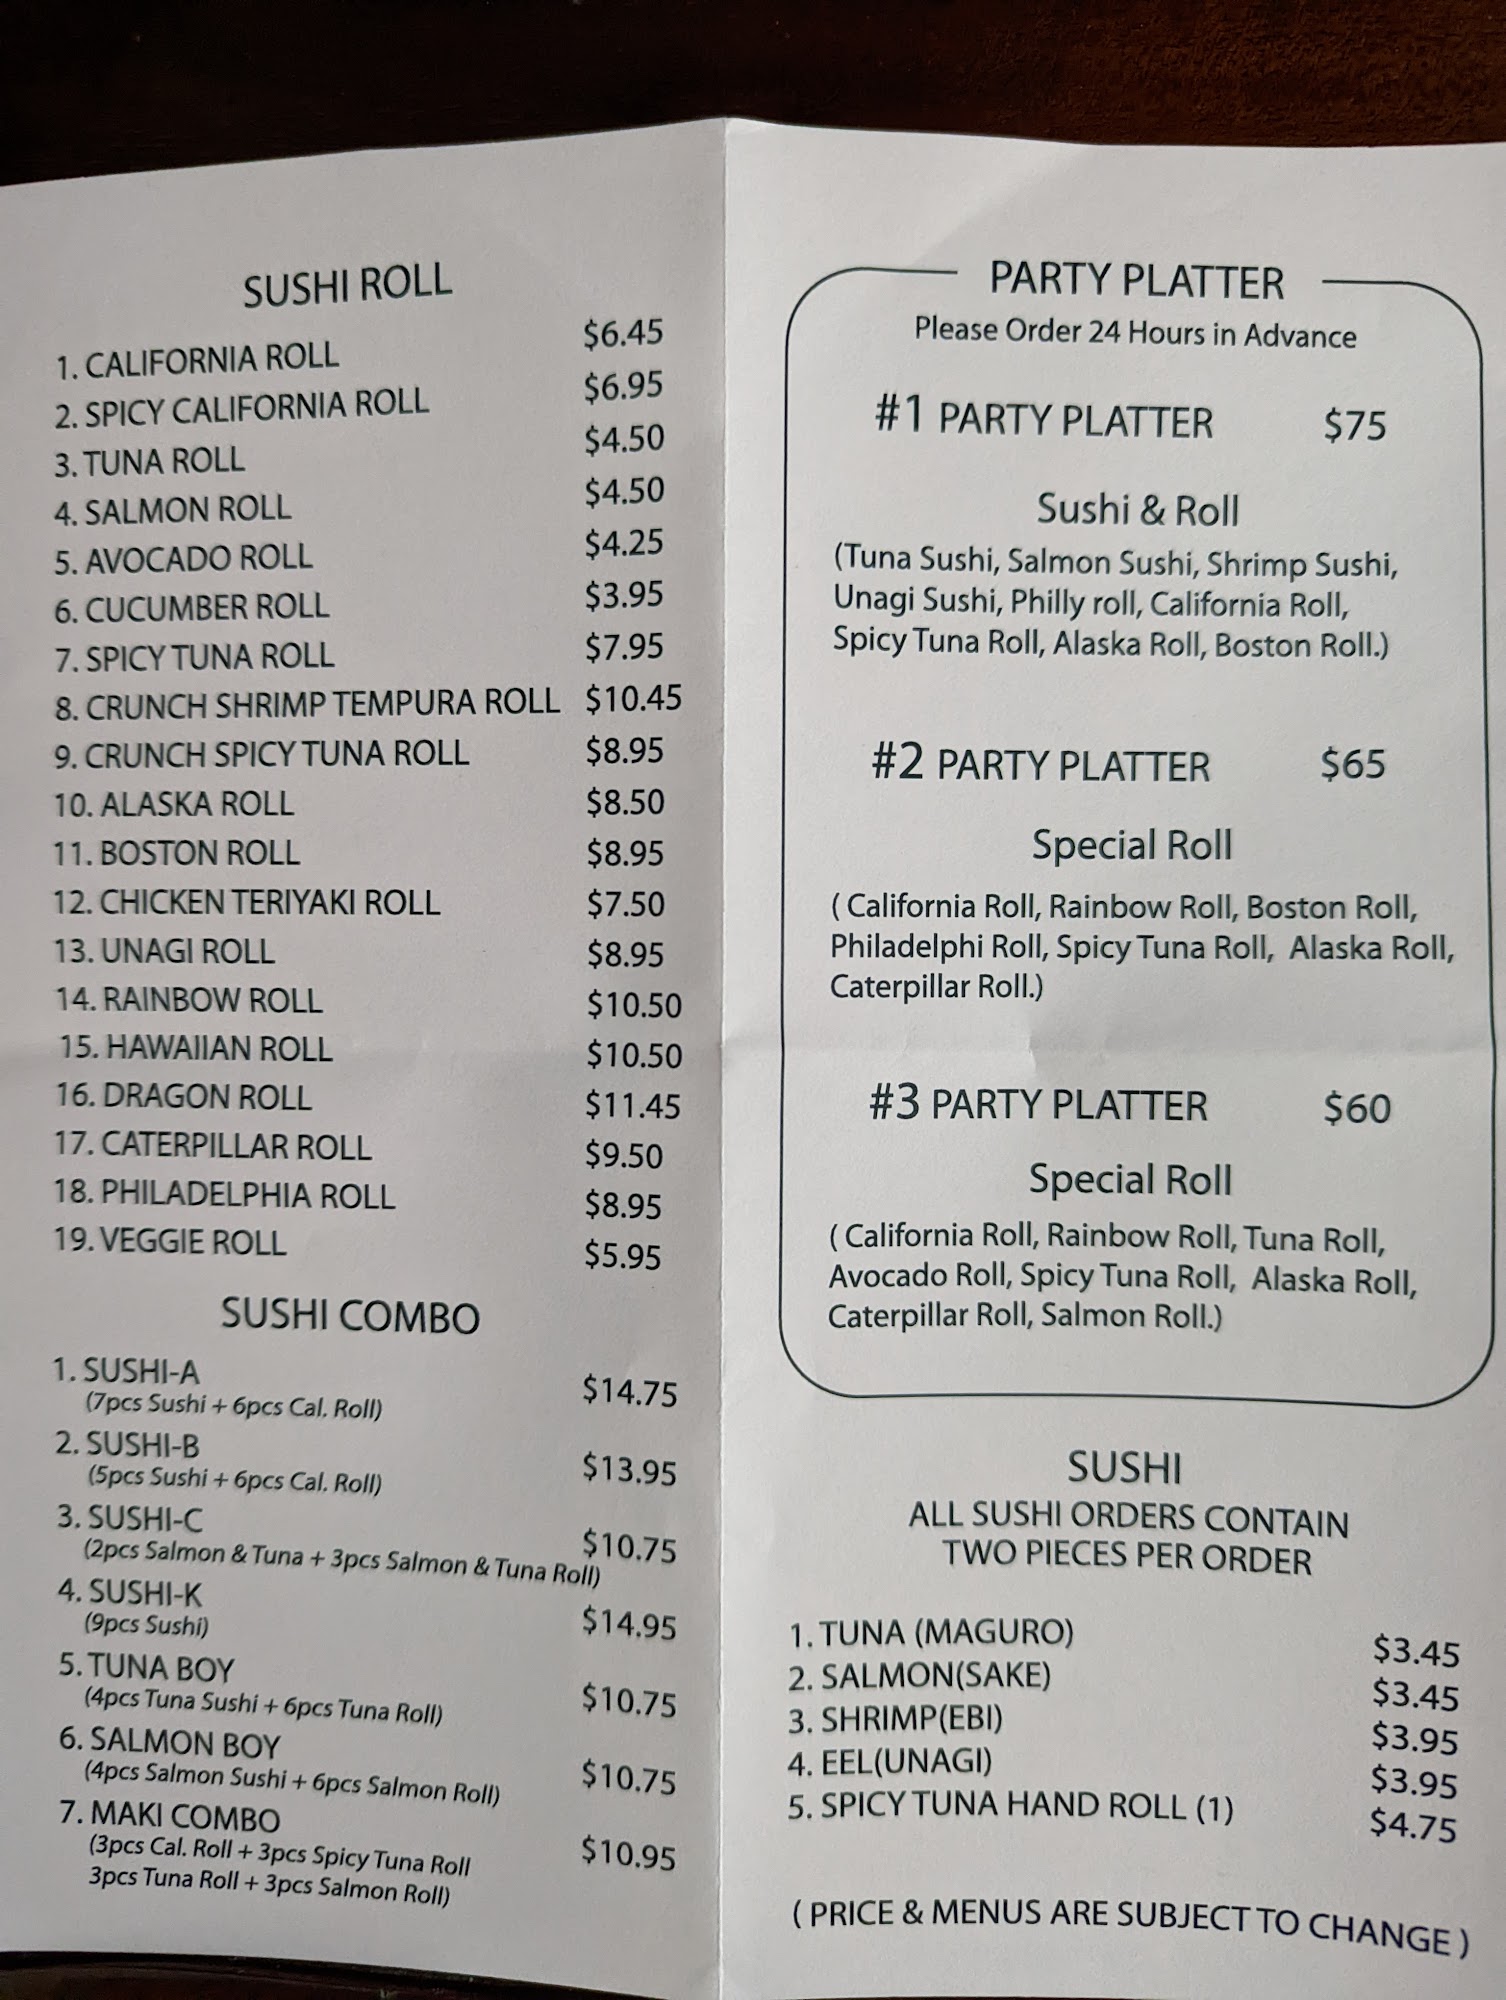 SUSHI ROLL
1. CALIFORNIA ROLL $6.45
2. SPICY CALIFORNIA ROLL $6.95
3. TUNA ROLL $4.50
4. SALMON ROLL $4.50
5. AVOCADO ROLL $4.25
6. CUCUMBER ROLL $3.95
7. SPICY TUNA ROLL $7.95
8. CRUNCH SHRIMP TEMPURA ROLL $10.45
9. CRUNCH SPICY TUNA ROLL $8.95
10. ALASKA ROLL $8.50
11. BOSTON ROLL $8.95
12. CHICKEN TERIYAKI ROLL $7.50
13. UNAGI ROLL $8.95
14. RAINBOW ROLL $10.50
15. HAWAIIAN ROLL $10.50
16. DRAGON ROLL $11.45
17. CATERPILLAR ROLL $9.50
18. PHILADELPHIA ROLL $8.95
19. VEGGIE ROLL $5.95
SUSHI COMBO
1. SUSHI-A $14.75
(7pcs Sushi + 6pcs Cal. Roll)
2. SUSHI-B $13.95
(5pcs Sushi + 6pcs Cal. Roll)
3. SUSHI-C $10.75
(2pcs Salmon & Tuna + 3pcs Salmon & Tuna Roll)
4. SUSHI-K $14.95
(9pcs Sushi)
5. TUNA BOY $10.75
(4pcs Tuna Sushi + 6pcs Tuna Roll)
6. SALMON BOY $10.75
(4pcs Salmon Sushi + 6pcs Salmon Roll)
7. MAKI COMBO $10.95
(3pcs Cal. Roll + 3pcs Spicy Tuna Roll
3pcs Tuna Roll + 3pcs Salmon Roll)
PARTY PLATTER
Please Order 24 Hours in Advance
#1 PARTY PLATTER $75
Sushi & Roll
(Tuna Sushi, Salmon Sushi, Shrimp Sushi,
Unagi Sushi, Philly roll, California Roll,
Spicy Tuna Roll, Alaska Roll, Boston Roll.)
#2 PARTY PLATTER $65
Special Roll
( California Roll, Rainbow Roll, Boston Roll,
Philadelphi Roll, Spicy Tuna Roll, Alaska Roll,
Caterpillar Roll.)
#3 PARTY PLATTER $60
Special Roll
( California Roll, Rainbow Roll, Tuna Roll,
Avocado Roll, Spicy Tuna Roll, Alaska Roll,
Caterpillar Roll, Salmon Roll.)
SUSHI
ALL SUSHI ORDERS CONTAIN
TWO PIECES PER ORDER
1. TUNA (MAGURO) $3.45
2. SALMON(SAKE) $3.45
3. SHRIMP(EBI) $3.95
4. EEL(UNAGI) $3.95
5. SPICY TUNA HAND ROLL (1) $4.75
( PRICE & MENUS ARE SUBJECT TO CHANGE )